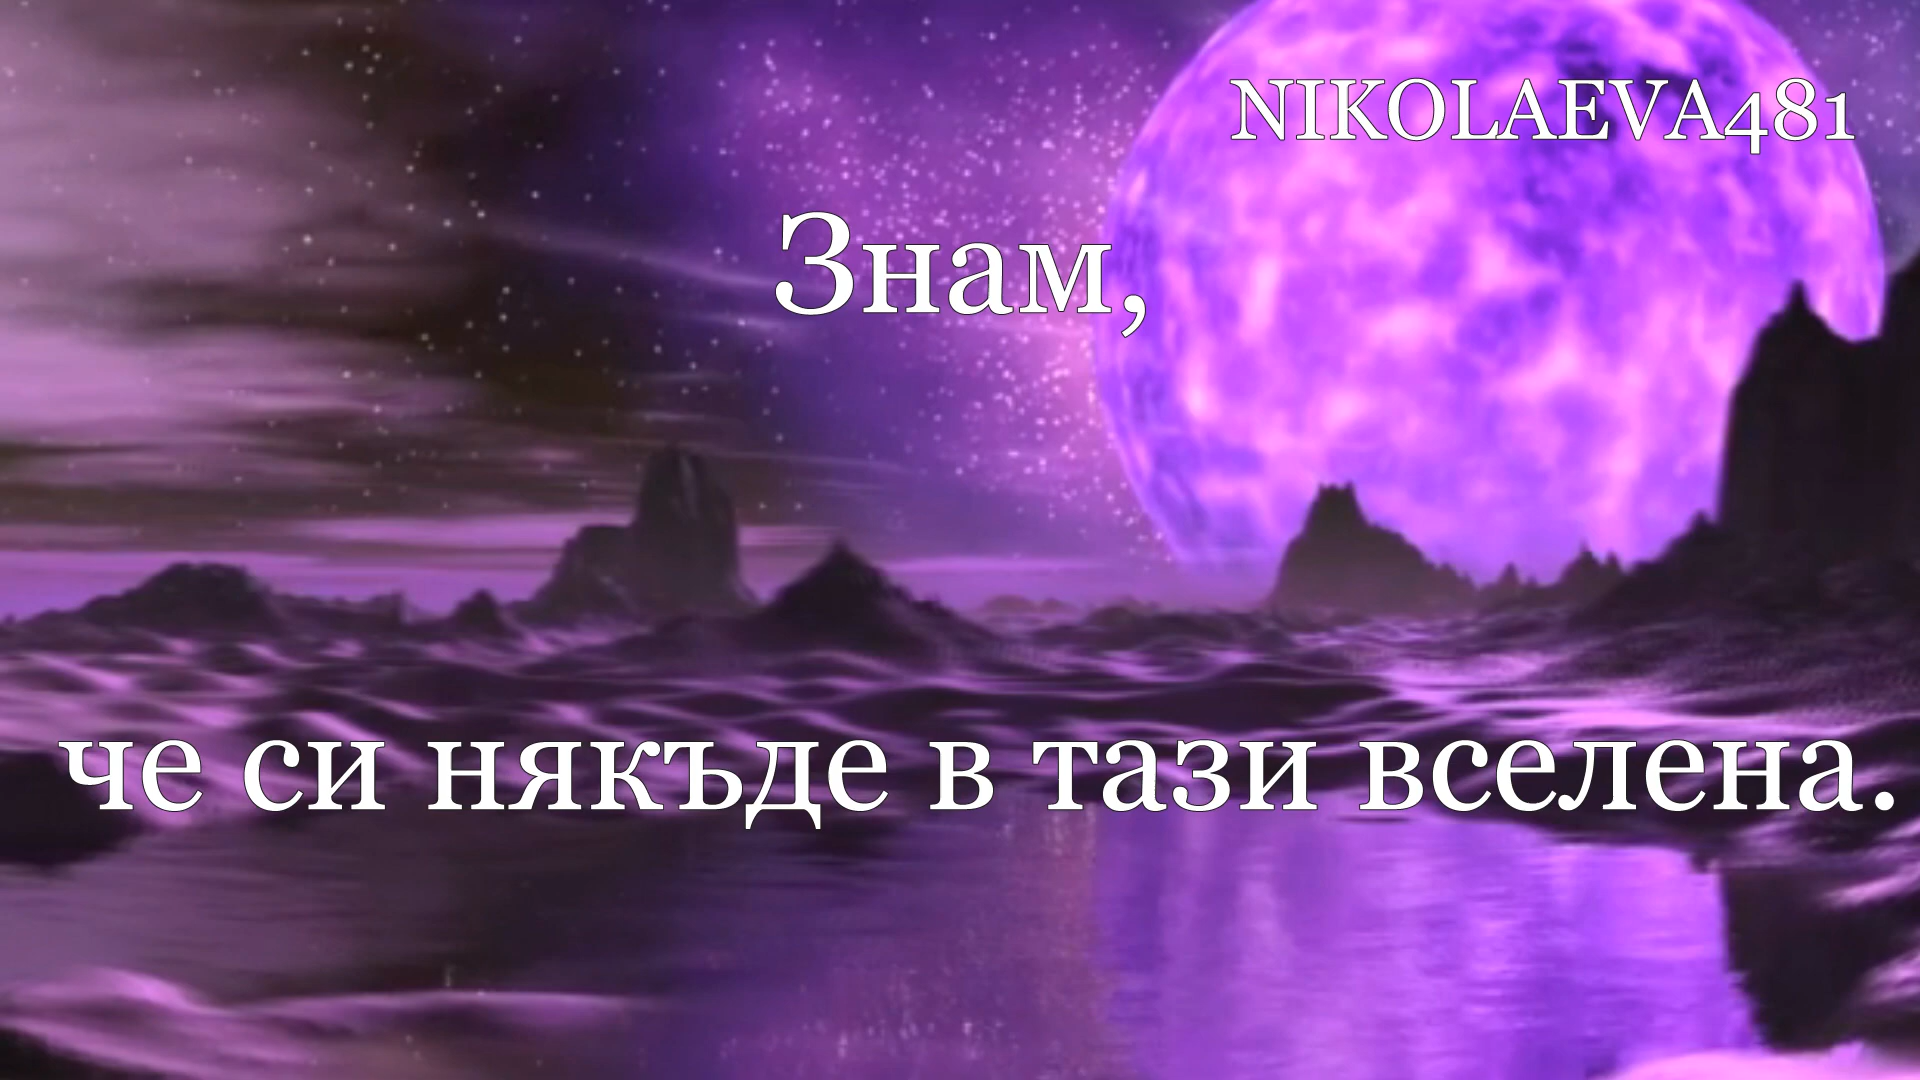 NIKOLAEVA481
Знам,
че си някъде в тази вселена.